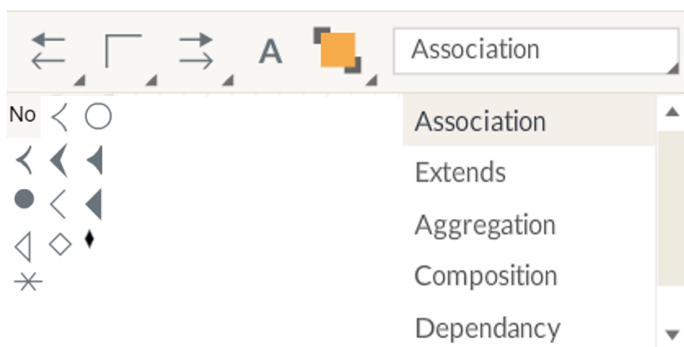 A
Association
No
Association
Extends
Aggregation
Composition
Dependancy